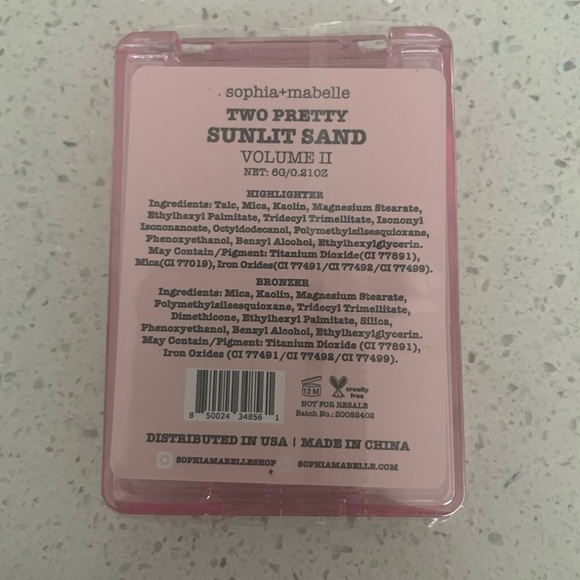 sophia+mabelle
TWO PRETTY
SUNLIT SAND
VOLUME II
NET: 6G/0.21OZ
HIGHLIGHTER
Ingredients: Talc, Mica, Kaolin, Magnesium Stearate,
Ethylhexyl Palmitate, Tridecyl Trimellitate, Isononyl
Isononanoate, Octyldodecanol, Polymethylsilsesquioxane,
Phenoxyethanol, Benzyl Alcohol, Ethylhexylglycerin.
May Contain/Pigment: Titanium Dioxide(CI 77891),
Mica(CI 77019), Iron Oxides(CI 77491/CI 77492/CI 77499).
BRONZER
Ingredients: Mica, Kaolin, Magnesium Stearate,
Polymethylsilsesquioxane, Tridecyl Trimellitate,
Dimethicone, Ethylhexyl Palmitate, Silica,
Phenoxyethanol, Benzyl Alcohol, Ethylhexylglycerin.
May Contain/Pigment: Titanium Dioxide (CI 77891),
Iron Oxides (CI 77491/CI 77492/CI 77499).
12M
cruelty
free
NOT FOR RESALE
Batch No.: Z0082402
8 50024 34856 1
DISTRIBUTED IN USA | MADE IN CHINA
SOPHIAMABELLESHOP SOPHIAMABELLE.COM